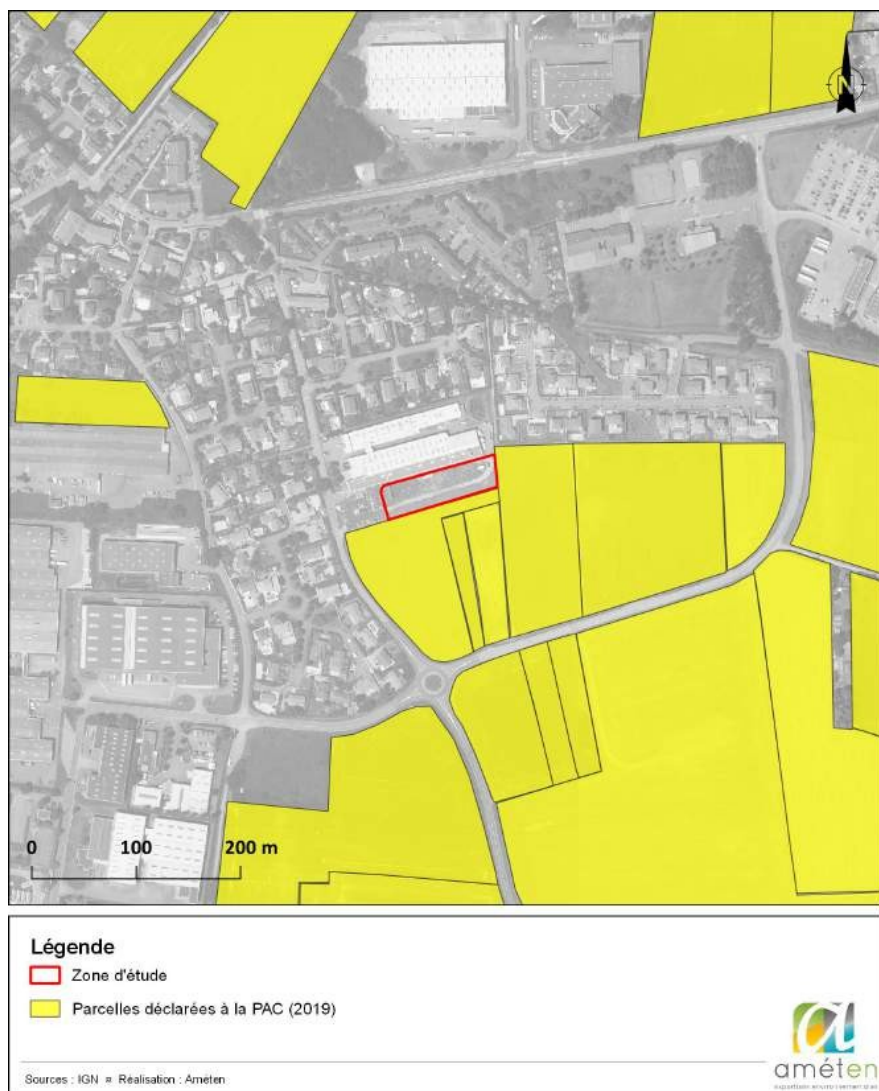 N
0 100 200 m
Légende
Zone d'étude
Parcelles déclarées à la PAC (2019)
Sources : IGN ¤ Réalisation : Améten
améten